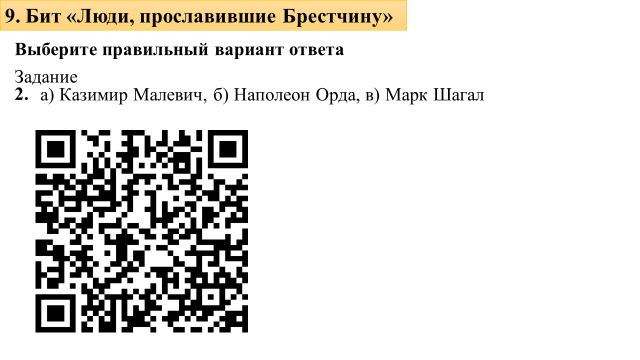 9. Бит «Люди, прославившие Брестчину»
Выберите правильный вариант ответа
Задание
2. а) Казимир Малевич, б) Наполеон Орда, в) Марк Шагал